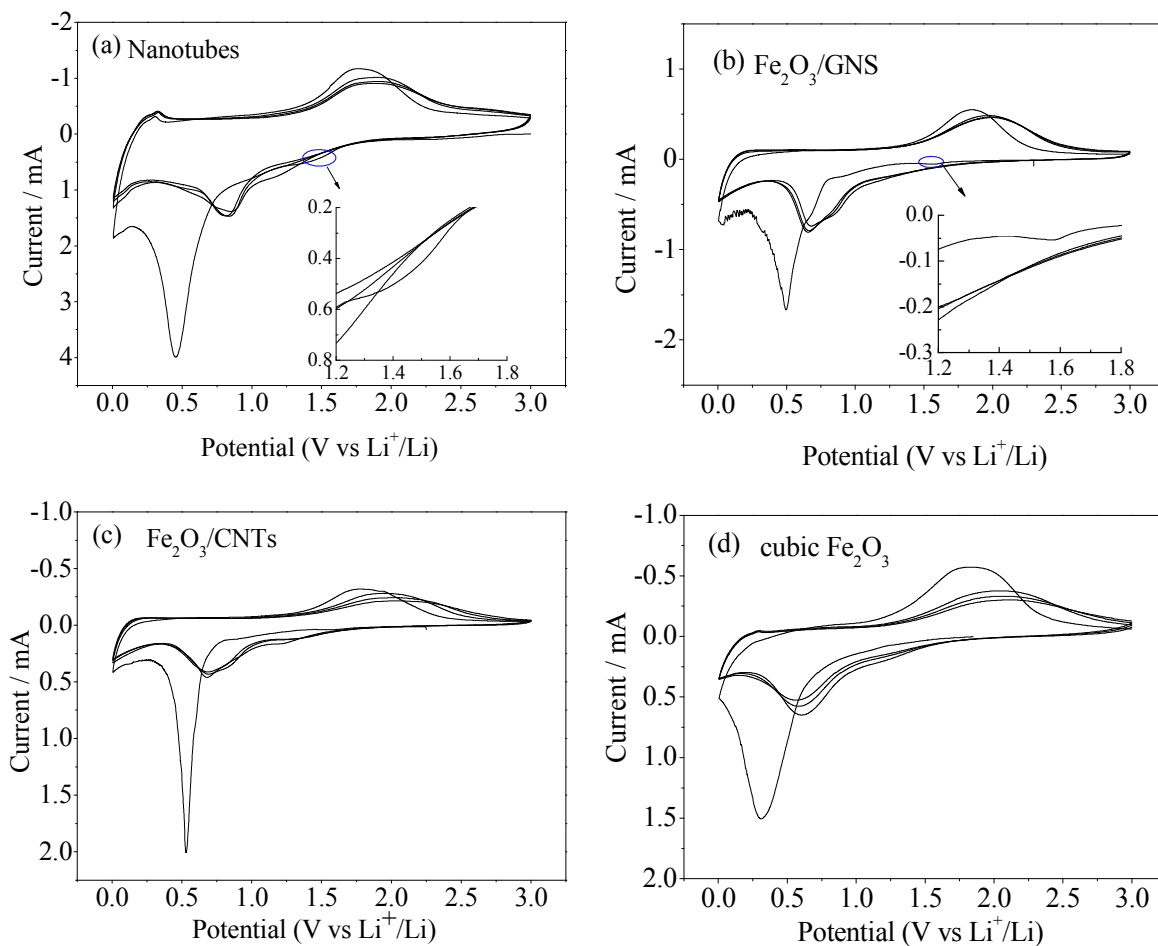 (a) Nanotubes
-2
-1
0
1
2
3
4
Current / mA
0.2
0.4
0.6
0.8
1.2 1.4 1.6 1.8
0.0 0.5 1.0 1.5 2.0 2.5 3.0
Potential (V vs Li⁺/Li)
(b) Fe₂O₃/GNS
1
0
-1
-2
Current / mA
0.0
-0.1
-0.2
-0.3
1.2 1.4 1.6 1.8
0.0 0.5 1.0 1.5 2.0 2.5 3.0
Potential (V vs Li⁺/Li)
(c) Fe₂O₃/CNTs
-1.0
-0.5
0.0
0.5
1.0
1.5
2.0
Current / mA
0.0 0.5 1.0 1.5 2.0 2.5 3.0
Potential (V vs Li⁺/Li)
(d) cubic Fe₂O₃
-1.0
-0.5
0.0
0.5
1.0
1.5
2.0
Current / mA
0.0 0.5 1.0 1.5 2.0 2.5 3.0
Potential (V vs Li⁺/Li)